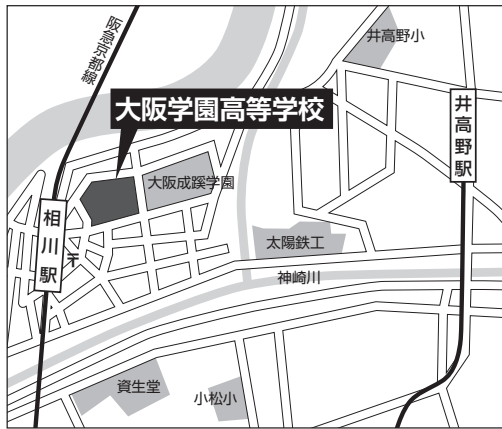 阪急京都線
井高野小
大阪学園高等学校
井高野駅
大阪成蹊学園
相川駅
〒
太陽鉄工
神崎川
資生堂
小松小